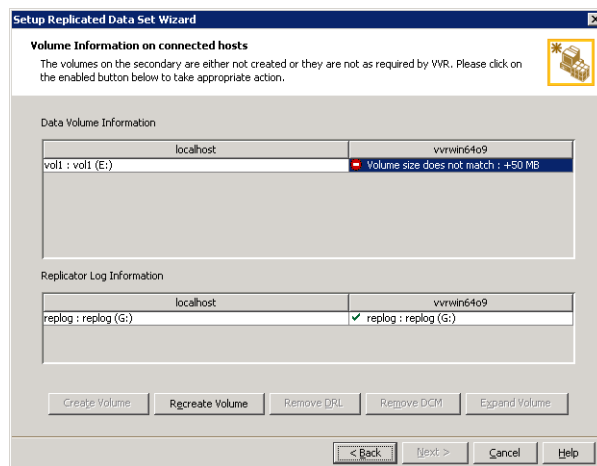 Setup Replicated Data Set Wizard
Volume Information on connected hosts
The volumes on the secondary are either not created or they are not as required by VVR. Please click on
the enabled button below to take appropriate action.
Data Volume Information
localhost vvrwin64o9
vol1 : vol1 (E:) Volume size does not match : +50 MB
Replicator Log Information
localhost vvrwin64o9
replog : replog (G:) replog : replog (G:)
Create Volume Recreate Volume Remove DRL Remove DCM Expand Volume
< Back Next > Cancel Help